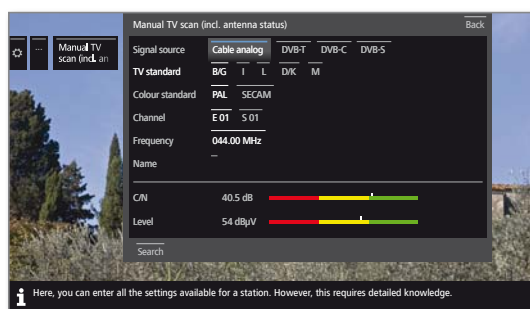 Manual TV scan (incl. antenna status)
Back
...
Manual TV
scan (incl. an
Signal source Cable analog DVB-T DVB-C DVB-S
TV standard B/G I L D/K M
Colour standard PAL SECAM
Channel E 01 S 01
Frequency 044.00 MHz
Name –
C/N 40.5 dB
Level 54 dBµV
Search
i Here, you can enter all the settings available for a station. However, this requires detailed knowledge.